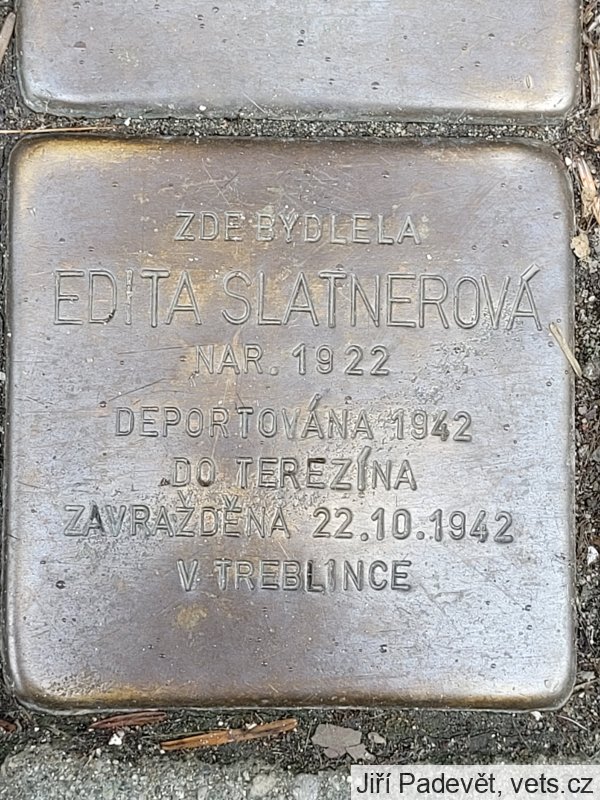 ZDE BYDLELA
EDITA SLATNEROVÁ
NAR. 1922
DEPORTOVÁNA 1942
DO TEREZÍNA
ZAVRAŽDĚNA 22.10.1942
V TREBLINCE
Jiří Padevět, vets.cz